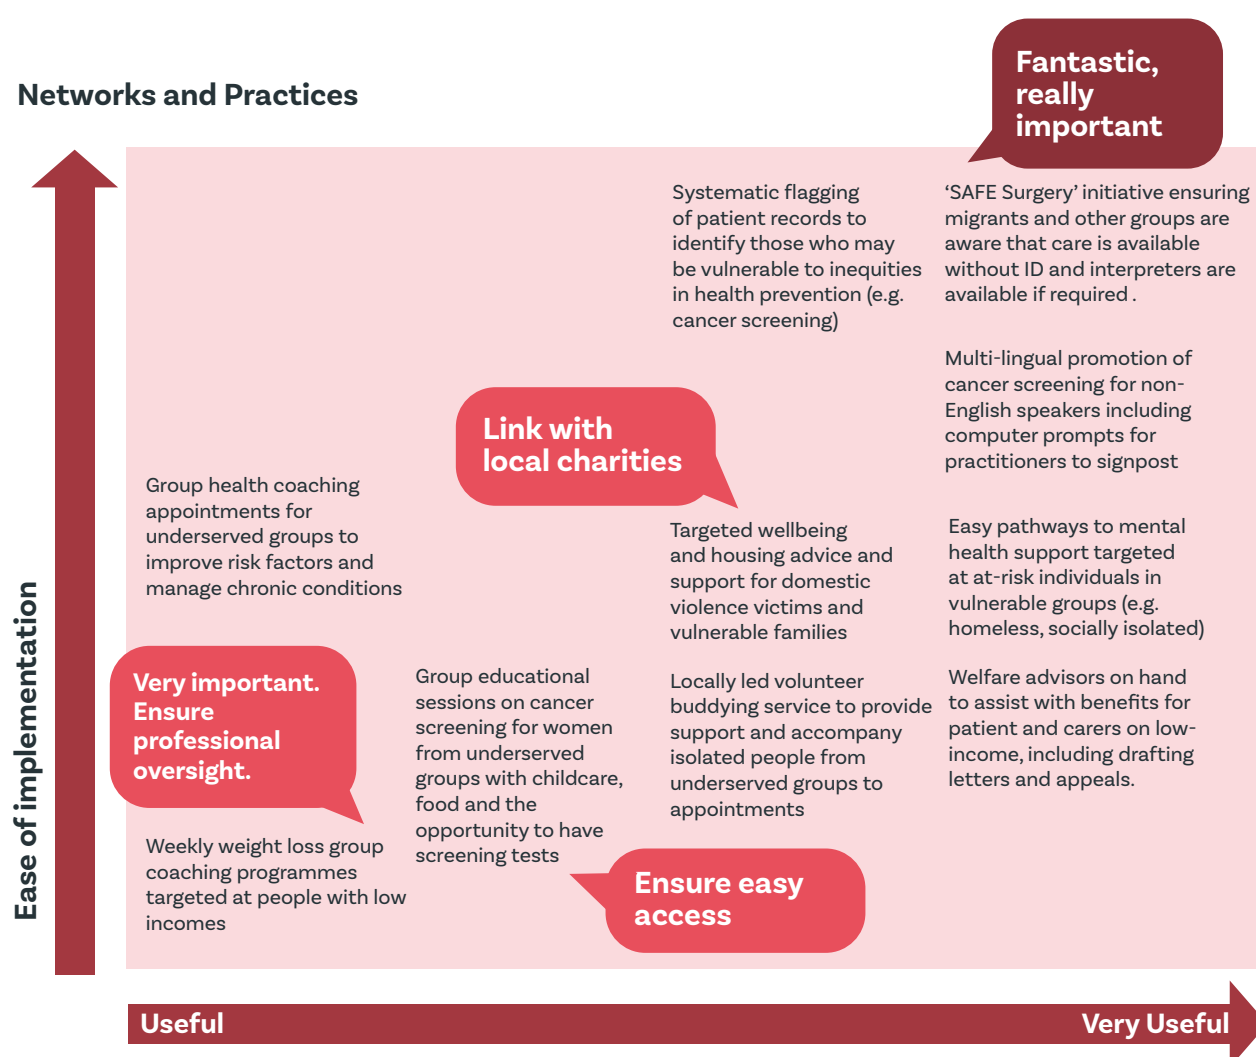 Networks and Practices
Fantastic,
really
important
Systematic flagging
of patient records to
identify those who may
be vulnerable to inequities
in health prevention (e.g.
cancer screening)
‘SAFE Surgery’ initiative ensuring
migrants and other groups are
aware that care is available
without ID and interpreters are
available if required .
Multi-lingual promotion of
cancer screening for non-
English speakers including
computer prompts for
practitioners to signpost
Link with
local charities
Group health coaching
appointments for
underserved groups to
improve risk factors and
manage chronic conditions
Targeted wellbeing
and housing advice and
support for domestic
violence victims and
vulnerable families
Easy pathways to mental
health support targeted
at at-risk individuals in
vulnerable groups (e.g.
homeless, socially isolated)
Very important.
Ensure
professional
oversight.
Group educational
sessions on cancer
screening for women
from underserved
groups with childcare,
food and the
opportunity to have
screening tests
Locally led volunteer
buddying service to provide
support and accompany
isolated people from
underserved groups to
appointments
Welfare advisors on hand
to assist with benefits for
patient and carers on low-
income, including drafting
letters and appeals.
Weekly weight loss group
coaching programmes
targeted at people with low
incomes
Ensure easy
access
Ease of implementation
Useful
Very Useful